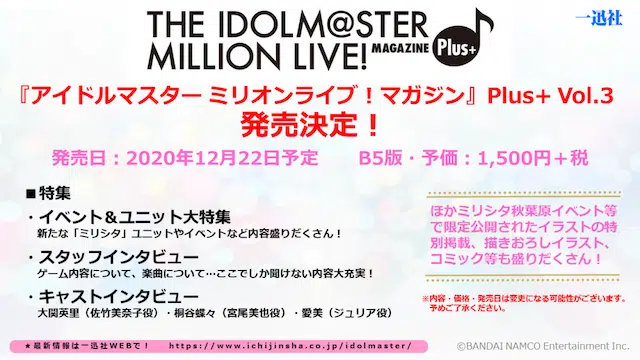 一迅社
THE IDOLM@STER
MILLION LIVE! MAGAZINE Plus+
『アイドルマスター ミリオンライブ！マガジン』Plus+ Vol.3
発売決定！
発売日：2020年12月22日予定　　B5版・予価：1,500円＋税
■特集
・イベント＆ユニット大特集
新たな「ミリシタ」ユニットやイベントなど内容盛りだくさん！
・スタッフインタビュー
ゲーム内容について、楽曲について…ここでしか聞けない内容大充実！
・キャストインタビュー
大関英里（佐竹美奈子役）・桐谷蝶々（宮尾美也役）・愛美（ジュリア役）
ほかミリシタ秋葉原イベント等
で限定公開されたイラストの特
別掲載、描きおろしイラスト、
コミック等も盛りだくさん！
※内容・価格・発売日は変更になる可能性がございます。
予めご了承ください。
★最新情報は一迅社WEBで！　https://www.ichijinsha.co.jp/idolmaster/
©BANDAI NAMCO Entertainment Inc.